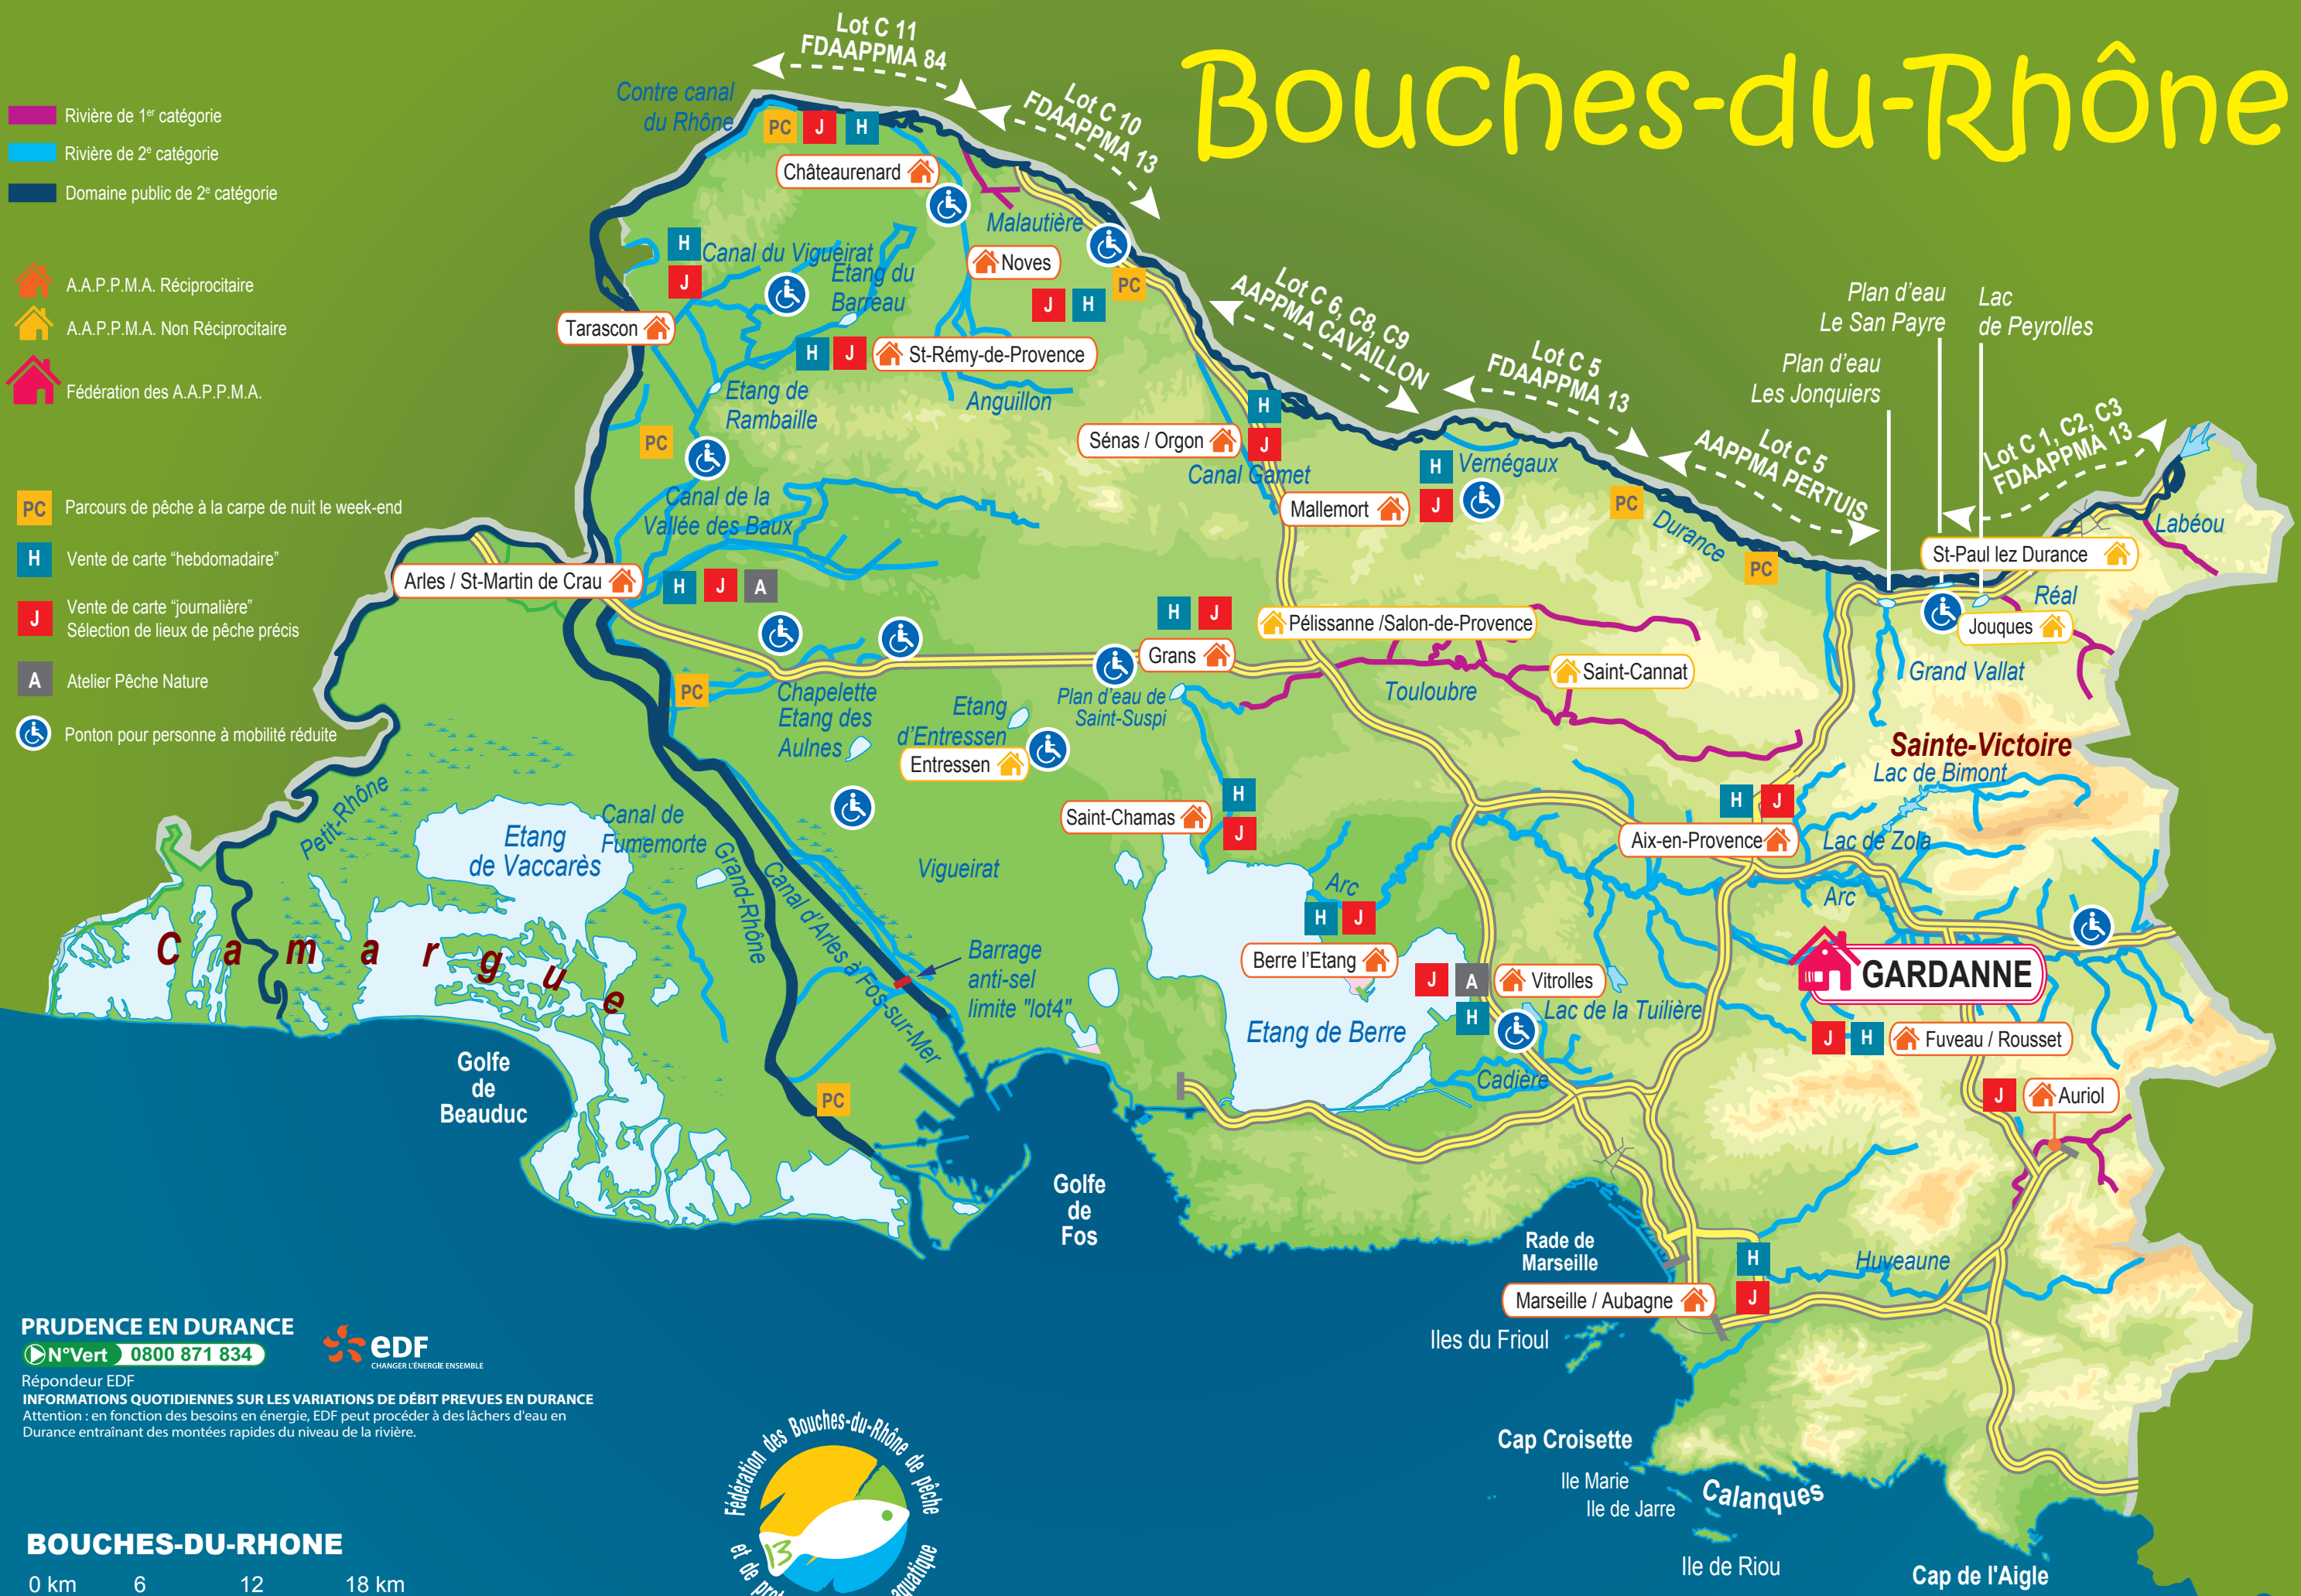 Bouches-du-Rhône
Lot C 11
FDAAPPMA 84
Lot C 10
FDAAPPMA 13
Lot C 6, C8, C9
AAPPMA CAVAILLON
Lot C 5
FDAAPPMA 13
Lot C 5
AAPPMA PERTUIS
Lot C 1, C2, C3
FDAAPPMA 13
Rivière de 1er catégorie
Rivière de 2e catégorie
Domaine public de 2e catégorie
A.A.P.P.M.A. Réciprocitaire
A.A.P.P.M.A. Non Réciprocitaire
Fédération des A.A.P.P.M.A.
PC Parcours de pêche à la carpe de nuit le week-end
H Vente de carte “hebdomadaire”
J Vente de carte “journalière”
Sélection de lieux de pêche précis
A Atelier Pêche Nature
Ponton pour personne à mobilité réduite
Contre canal
du Rhône
PC J H
Châteaurenard
Malautière
Noves
PC
J H
H
J
Canal du Vigueirat
Etang du
Barreau
Tarascon
H J
St-Rémy-de-Provence
Etang de
Rambaille
Anguillon
PC
Canal de la
Vallée des Baux
Sénas / Orgon
H
J
Canal Gamet
Mallemort
H
J
Vernégaux
PC
Durance
PC
Plan d’eau
Le San Payre
Lac
de Peyrolles
Plan d’eau
Les Jonquiers
Labéou
St-Paul lez Durance
Réal
Jouques
Grand Vallat
Arles / St-Martin de Crau
H J A
H J
Grans
Pélissanne /Salon-de-Provence
Saint-Cannat
Touloubre
PC
Chapelette
Etang des
Aulnes
Etang
d’Entressen
Entressen
Plan d’eau de
Saint-Suspi
Sainte-Victoire
Lac de Bimont
H J
Aix-en-Provence
Lac de Zola
Arc
Saint-Chamas
H
J
Petit-Rhône
Etang
de Vaccarès
Canal de
Fumemorte
Grand-Rhône
Canal d’Arles à Fos-sur-Mer
Vigueirat
Camargue
Barrage
anti-sel
limite "lot4"
Arc
H J
Berre l’Etang
Etang de Berre
J A
H
Vitrolles
Lac de la Tuilière
Cadière
GARDANNE
J H
Fuveau / Rousset
J
Auriol
Golfe
de
Beauduc
PC
Golfe
de
Fos
Rade de
Marseille
H
J
Huveaune
Marseille / Aubagne
Iles du Frioul
Cap Croisette
Ile Marie
Ile de Jarre
Calanques
Ile de Riou
Cap de l'Aigle
PRUDENCE EN DURANCE
N°Vert 0800 871 834
eDF
CHANGER L'ÉNERGIE ENSEMBLE
Répondeur EDF
INFORMATIONS QUOTIDIENNES SUR LES VARIATIONS DE DÉBIT PREVUES EN DURANCE
Attention : en fonction des besoins en énergie, EDF peut procéder à des lâchers d'eau en
Durance entraînant des montées rapides du niveau de la rivière.
Fédération des Bouches-du-Rhône de pêche
et de
aquatique
13
BOUCHES-DU-RHONE
0 km 6 12 18 km